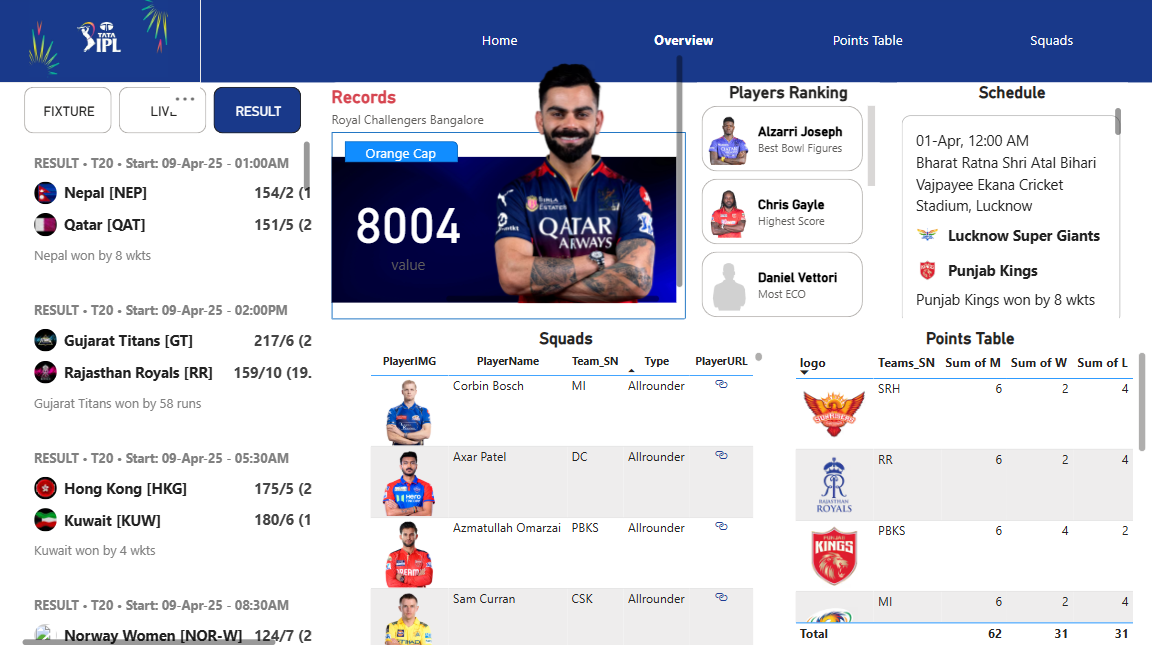 TATA
IPL
Home
Overview
Points Table
Squads
FIXTURE
LIVE
RESULT
RESULT • T20 • Start: 09-Apr-25 - 01:00AM
Nepal [NEP] 154/2 (1
Qatar [QAT] 151/5 (2
Nepal won by 8 wkts
RESULT • T20 • Start: 09-Apr-25 - 02:00PM
Gujarat Titans [GT] 217/6 (2
Rajasthan Royals [RR] 159/10 (19.
Gujarat Titans won by 58 runs
RESULT • T20 • Start: 09-Apr-25 - 05:30AM
Hong Kong [HKG] 175/5 (2
Kuwait [KUW] 180/6 (1
Kuwait won by 4 wkts
RESULT • T20 • Start: 09-Apr-25 - 08:30AM
Norway Women [NOR-W] 124/7 (2
Records
Royal Challengers Bangalore
Orange Cap
8004
value
BIRLA
ESTATES
QATAR
AIRWAYS
Players Ranking
Alzarri Joseph
Best Bowl Figures
Chris Gayle
Highest Score
Daniel Vettori
Most ECO
Schedule
01-Apr, 12:00 AM
Bharat Ratna Shri Atal Bihari
Vajpayee Ekana Cricket
Stadium, Lucknow
Lucknow Super Giants
Punjab Kings
Punjab Kings won by 8 wkts
Squads
PlayerIMG PlayerName Team_SN Type PlayerURL
Corbin Bosch MI Allrounder
Axar Patel DC Allrounder
Azmatullah Omarzai PBKS Allrounder
Sam Curran CSK Allrounder
Points Table
logo Teams_SN Sum of M Sum of W Sum of L
SRH 6 2 4
RR 6 2 4
RAJASTHAN
ROYALS
PBKS 6 4 2
PUNJAB
KINGS
MI 6 2 4
Total 62 31 31